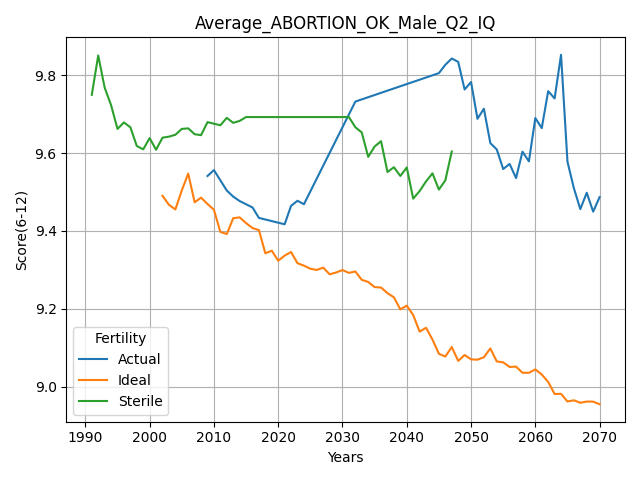 Average_ABORTION_OK_Male_Q2_IQ
Score(6-12)
9.8
9.6
9.4
9.2
9.0
Fertility
Actual
Ideal
Sterile
1990 2000 2010 2020 2030 2040 2050 2060 2070
Years